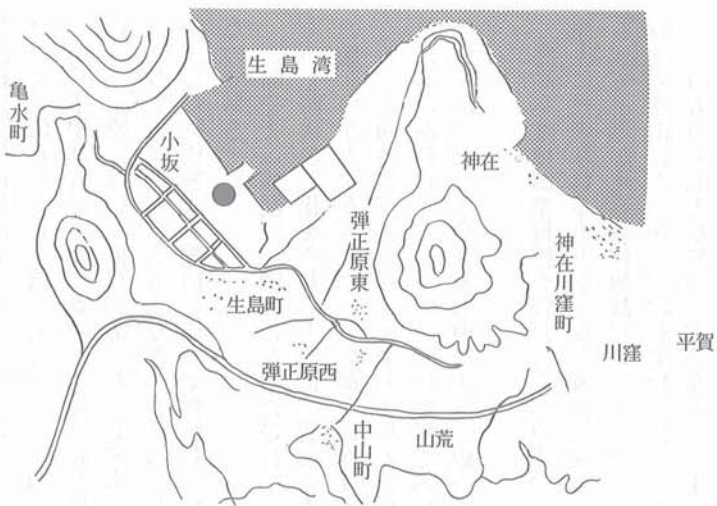 生島湾
亀水町
小坂
神在
弾正原東
神在川窪町
生島町
川窪
平賀
弾正原西
中山町
山荒